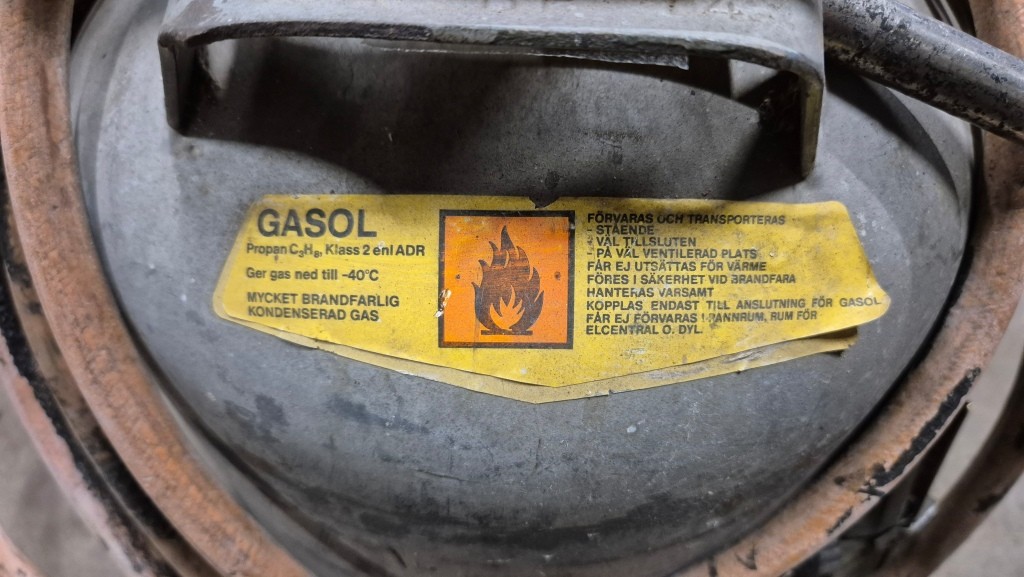 GASOL
Propan C₃H₈, Klass 2 enl ADR
Ger gas ned till -40°C
MYCKET BRANDFARLIG
KONDENSERAD GAS
FÖRVARAS OCH TRANSPORTERAS
- STÅENDE
- VÄL TILLSLUTEN
- PÅ VÄL VENTILERAD PLATS
FÅR EJ UTSÄTTAS FÖR VÄRME
FÖRES I SÄKERHET VID BRANDFARA
HANTERAS VARSAMT
KOPPLAS ENDAST TILL ANSLUTNING FÖR GASOL
FÅR EJ FÖRVARAS I PANNRUM, RUM FÖR
ELCENTRAL O. DYL.